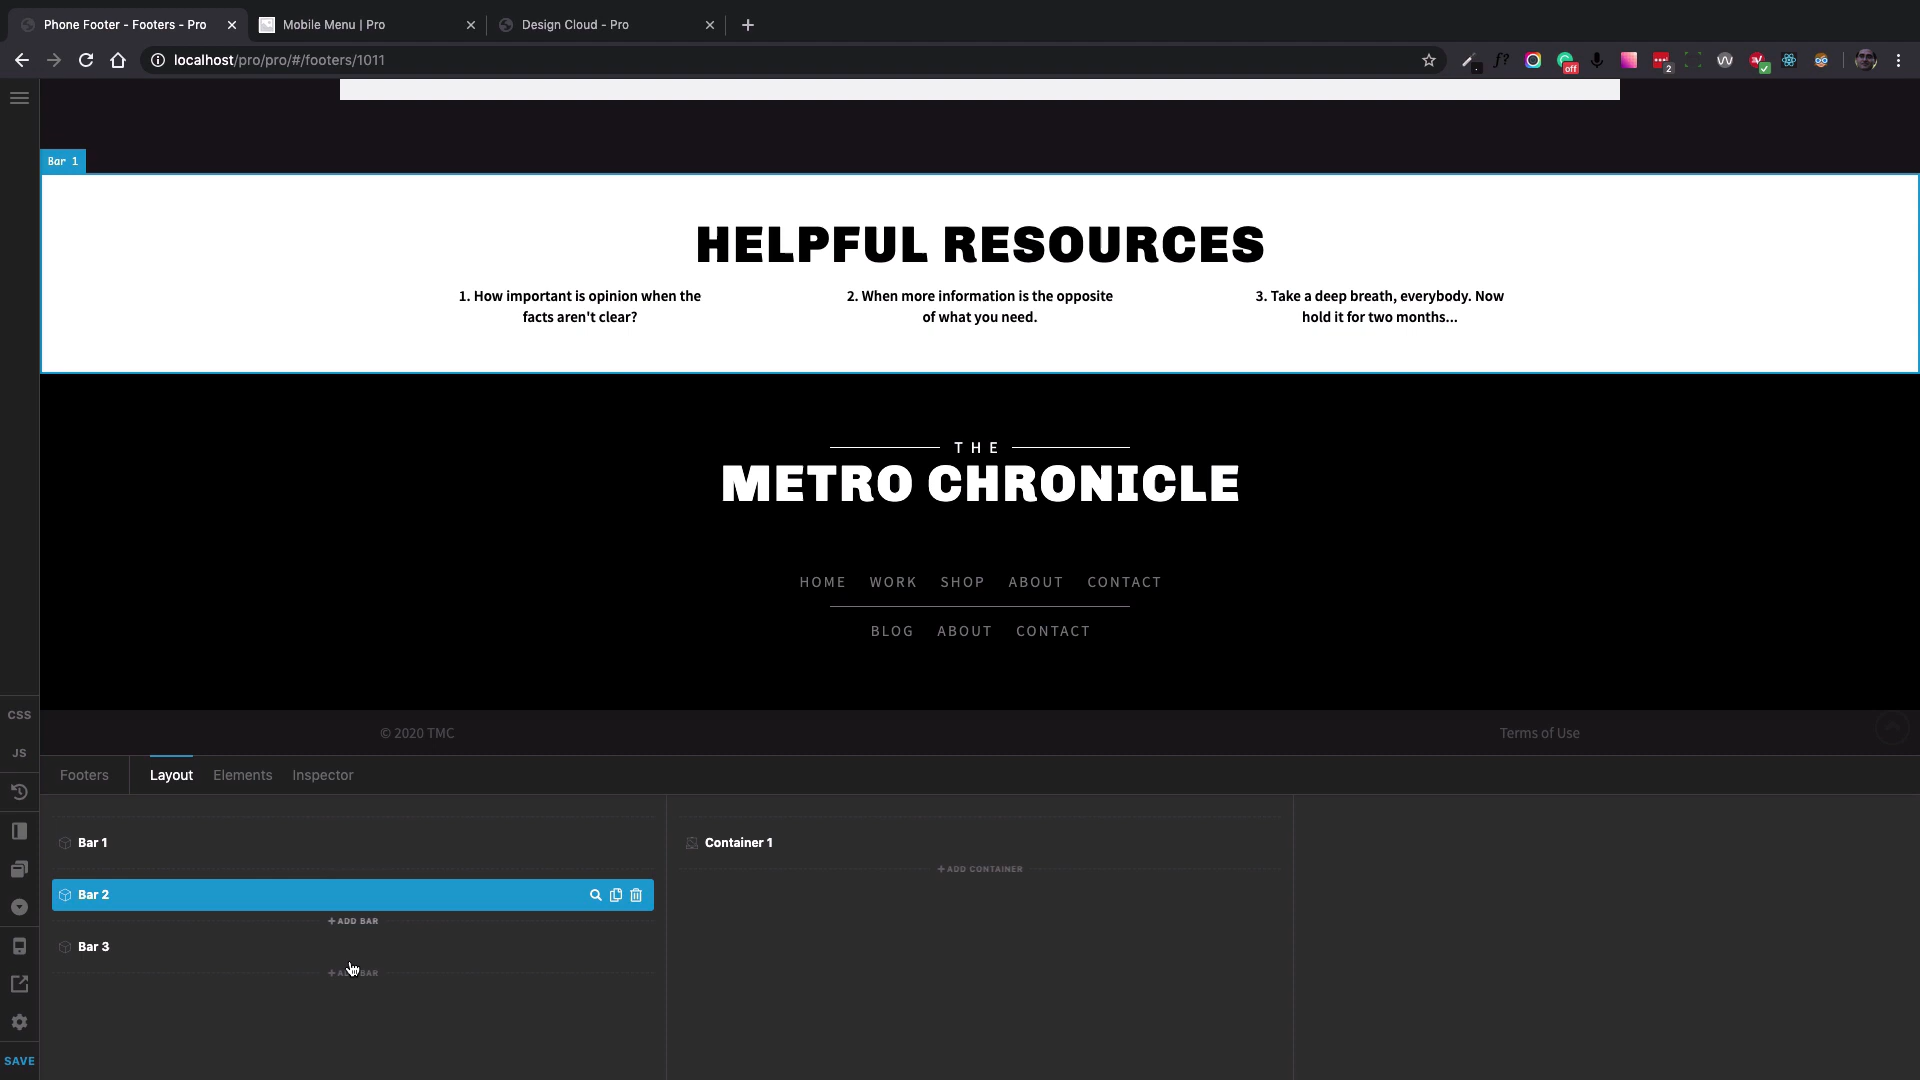 Phone Footer - Footers - Pro
Mobile Menu | Pro
Design Cloud - Pro
localhost/pro/pro/#/footers/1011
f?
off
2
Bar 1
HELPFUL RESOURCES
1. How important is opinion when the
facts aren't clear?
2. When more information is the opposite
of what you need.
3. Take a deep breath, everybody. Now
hold it for two months...
THE
METRO CHRONICLE
HOME WORK SHOP ABOUT CONTACT
BLOG ABOUT CONTACT
© 2020 TMC
Terms of Use
CSS
JS
Footers Layout Elements Inspector
Bar 1
Container 1
+ ADD CONTAINER
Bar 2
+ ADD BAR
Bar 3
+ ADD BAR
SAVE